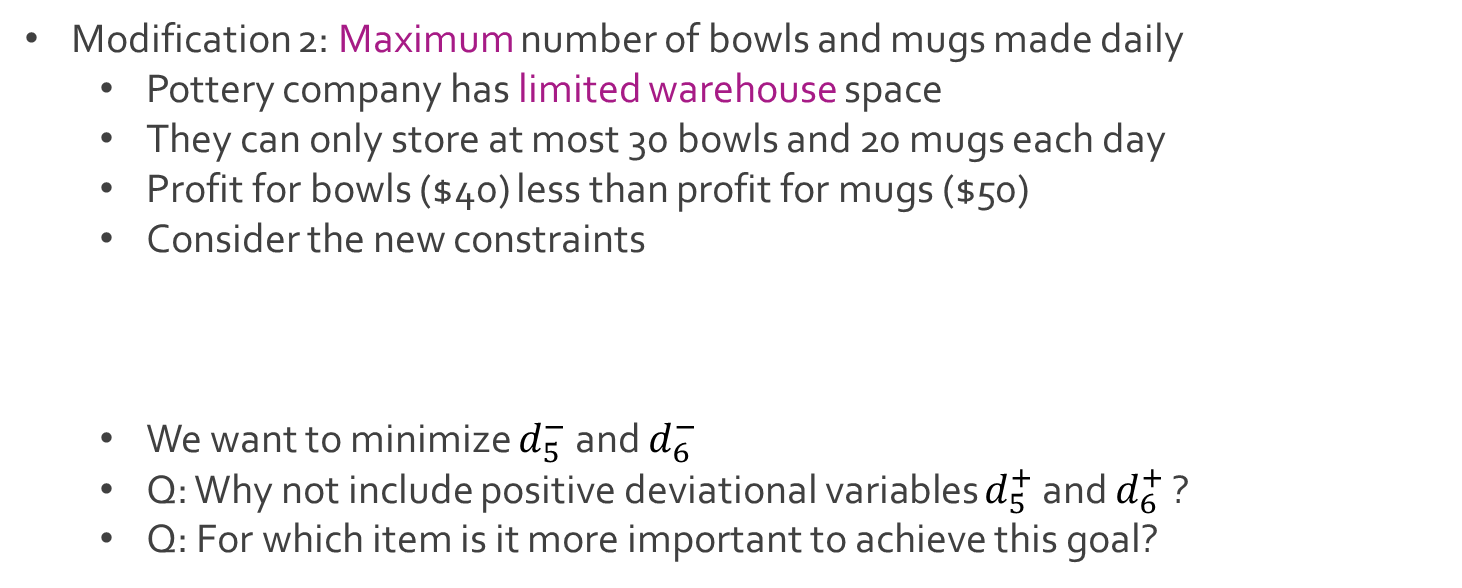 • Modification 2: Maximum number of bowls and mugs made daily
• Pottery company has limited warehouse space
• They can only store at most 30 bowls and 20 mugs each day
• Profit for bowls ($40) less than profit for mugs ($50)
• Consider the new constraints
• We want to minimize d₅⁻ and d₆⁻
• Q: Why not include positive deviational variables d₅⁺ and d₆⁺ ?
• Q: For which item is it more important to achieve this goal?